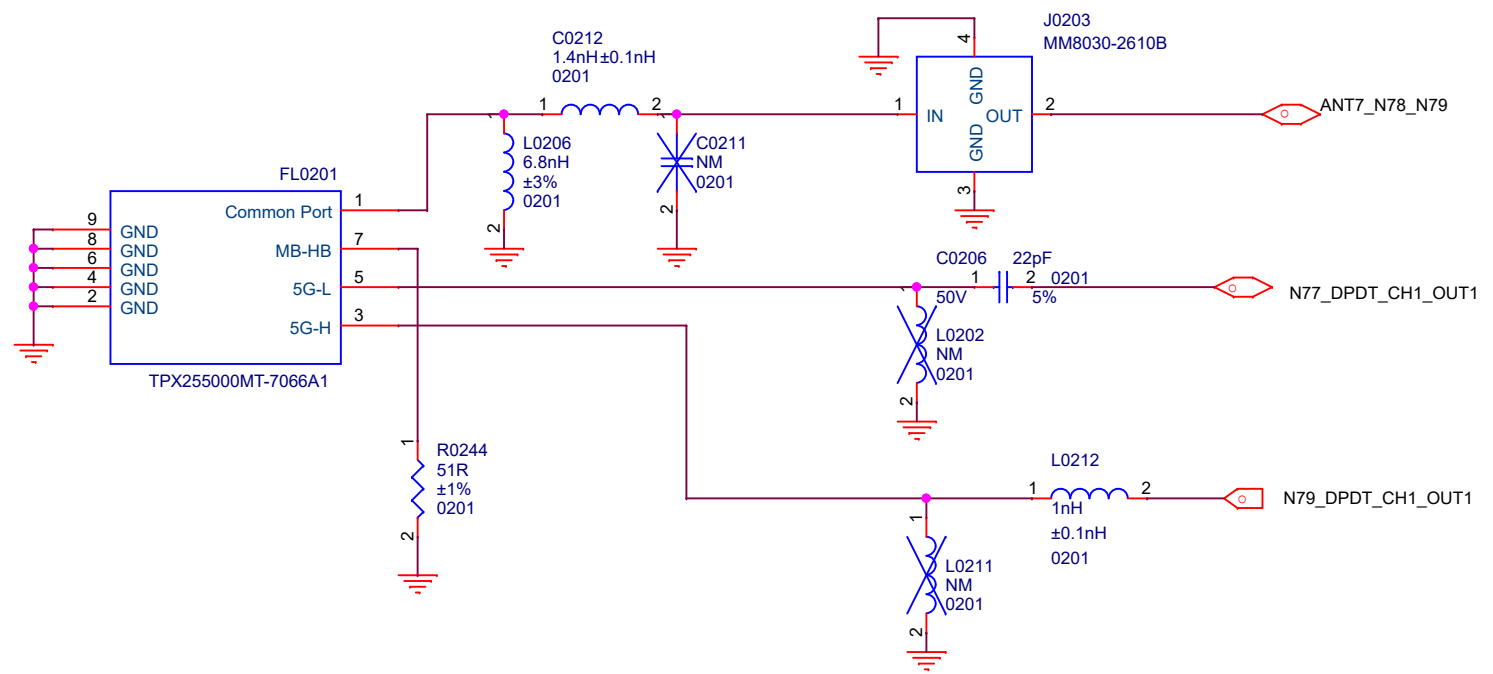 J0203
MM8030-2610B
C0212
1.4nH±0.1nH
0201
4
GND
1
2
1
IN
OUT
2
GND
3
ANT7_N78_N79
1
L0206
6.8nH
±3%
0201
2
1
C0211
NM
0201
2
FL0201
Common Port
1
9
GND
8
GND
6
GND
4
GND
2
GND
MB-HB
7
5G-L
5
5G-H
3
TPX255000MT-7066A1
C0206
22pF
1
2
0201
50V
5%
N77_DPDT_CH1_OUT1
1
L0202
NM
0201
2
1
R0244
51R
±1%
0201
2
L0212
1
2
1nH
±0.1nH
0201
N79_DPDT_CH1_OUT1
1
L0211
NM
0201
2